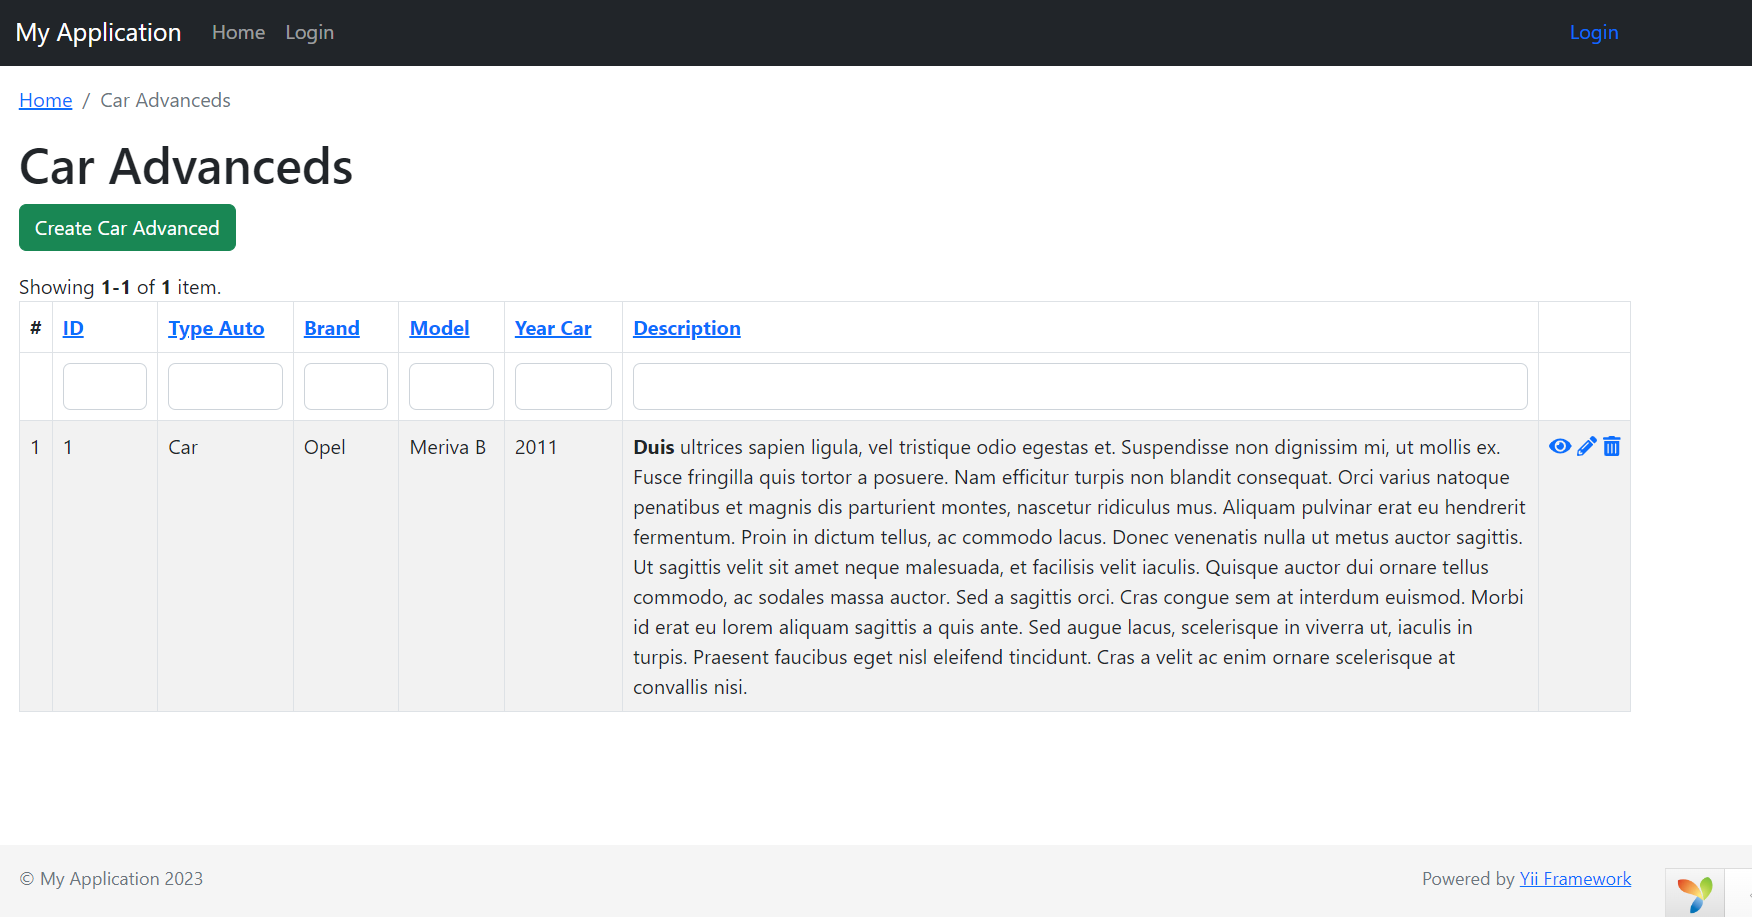 My Application Home Login Login
Home / Car Advanceds
Car Advanceds
Create Car Advanced
Showing 1-1 of 1 item.
# ID Type Auto Brand Model Year Car Description
1 1 Car Opel Meriva B 2011 Duis ultrices sapien ligula, vel tristique odio egestas et. Suspendisse non dignissim mi, ut mollis ex.
Fusce fringilla quis tortor a posuere. Nam efficitur turpis non blandit consequat. Orci varius natoque
penatibus et magnis dis parturient montes, nascetur ridiculus mus. Aliquam pulvinar erat eu hendrerit
fermentum. Proin in dictum tellus, ac commodo lacus. Donec venenatis nulla ut metus auctor sagittis.
Ut sagittis velit sit amet neque malesuada, et facilisis velit iaculis. Quisque auctor dui ornare tellus
commodo, ac sodales massa auctor. Sed a sagittis orci. Cras congue sem at interdum euismod. Morbi
id erat eu lorem aliquam sagittis a quis ante. Sed augue lacus, scelerisque in viverra ut, iaculis in
turpis. Praesent faucibus eget nisl eleifend tincidunt. Cras a velit ac enim ornare scelerisque at
convallis nisi.
© My Application 2023 Powered by Yii Framework